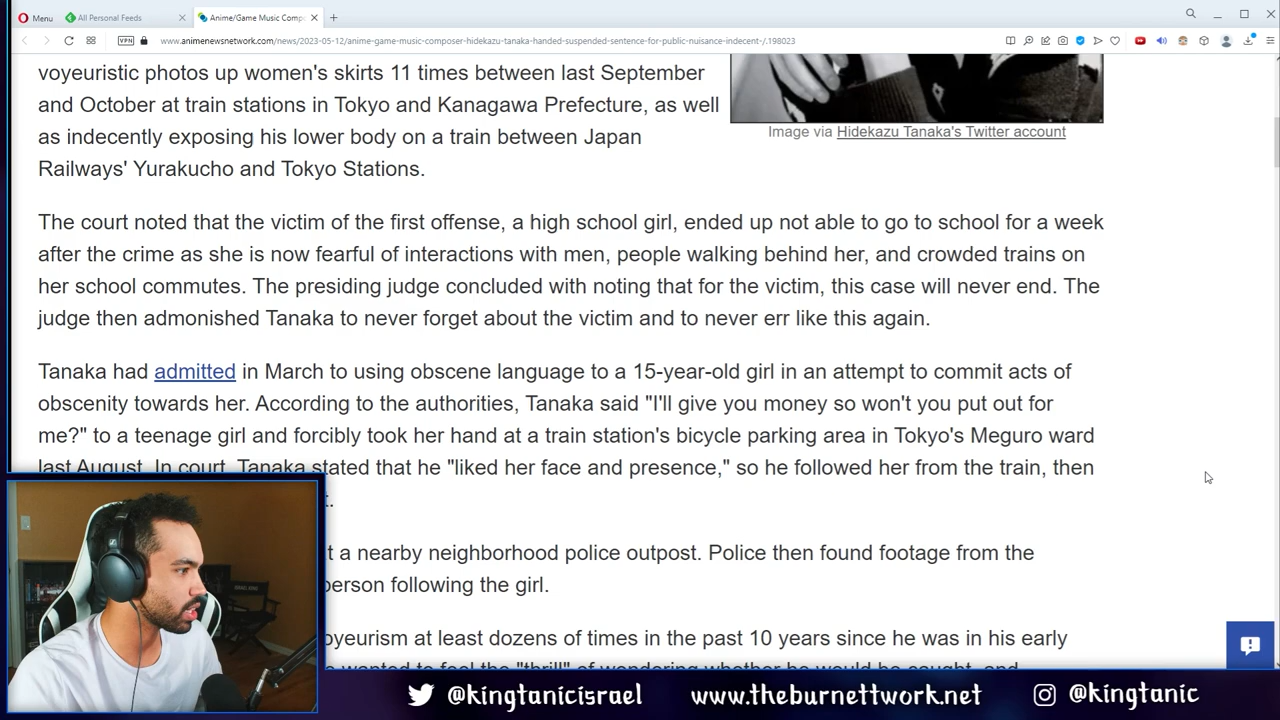 Menu
All Personal Feeds
Anime/Game Music Comp
VPN
www.animenewsnetwork.com/news/2023-05-12/anime-game-music-composer-hidekazu-tanaka-handed-suspended-sentence-for-public-nuisance-indecent-/.198023
voyeuristic photos up women's skirts 11 times between last September
and October at train stations in Tokyo and Kanagawa Prefecture, as well
as indecently exposing his lower body on a train between Japan
Railways' Yurakucho and Tokyo Stations.
Image via Hidekazu Tanaka's Twitter account
The court noted that the victim of the first offense, a high school girl, ended up not able to go to school for a week
after the crime as she is now fearful of interactions with men, people walking behind her, and crowded trains on
her school commutes. The presiding judge concluded with noting that for the victim, this case will never end. The
judge then admonished Tanaka to never forget about the victim and to never err like this again.
Tanaka had admitted in March to using obscene language to a 15-year-old girl in an attempt to commit acts of
obscenity towards her. According to the authorities, Tanaka said "I'll give you money so won't you put out for
me?" to a teenage girl and forcibly took her hand at a train station's bicycle parking area in Tokyo's Meguro ward
last August. In court, Tanaka stated that he "liked her face and presence," so he followed her from the train, then
t.
t a nearby neighborhood police outpost. Police then found footage from the
person following the girl.
oyeurism at least dozens of times in the past 10 years since he was in his early
wanted to feel the "thrill" of wondering whether he would be caught, and
@kingtanicisrael
www.theburnettwork.net
@kingtanic